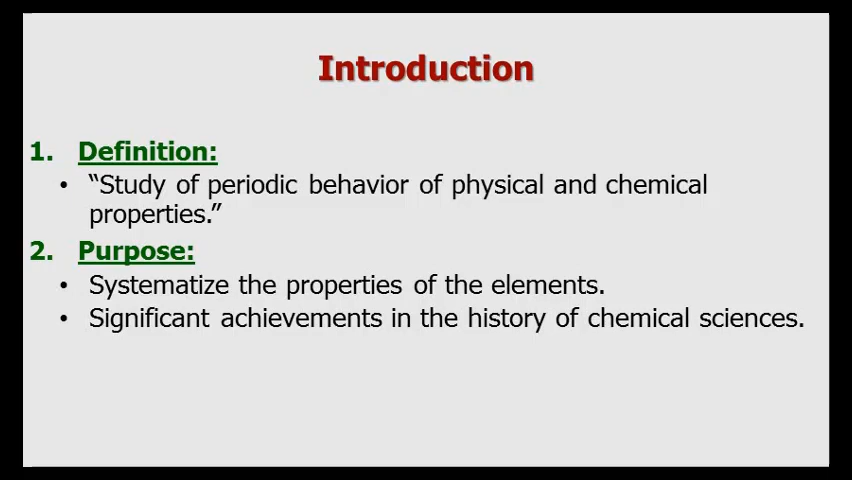 Introduction
1. Definition:
• “Study of periodic behavior of physical and chemical
properties.”
2. Purpose:
• Systematize the properties of the elements.
• Significant achievements in the history of chemical sciences.